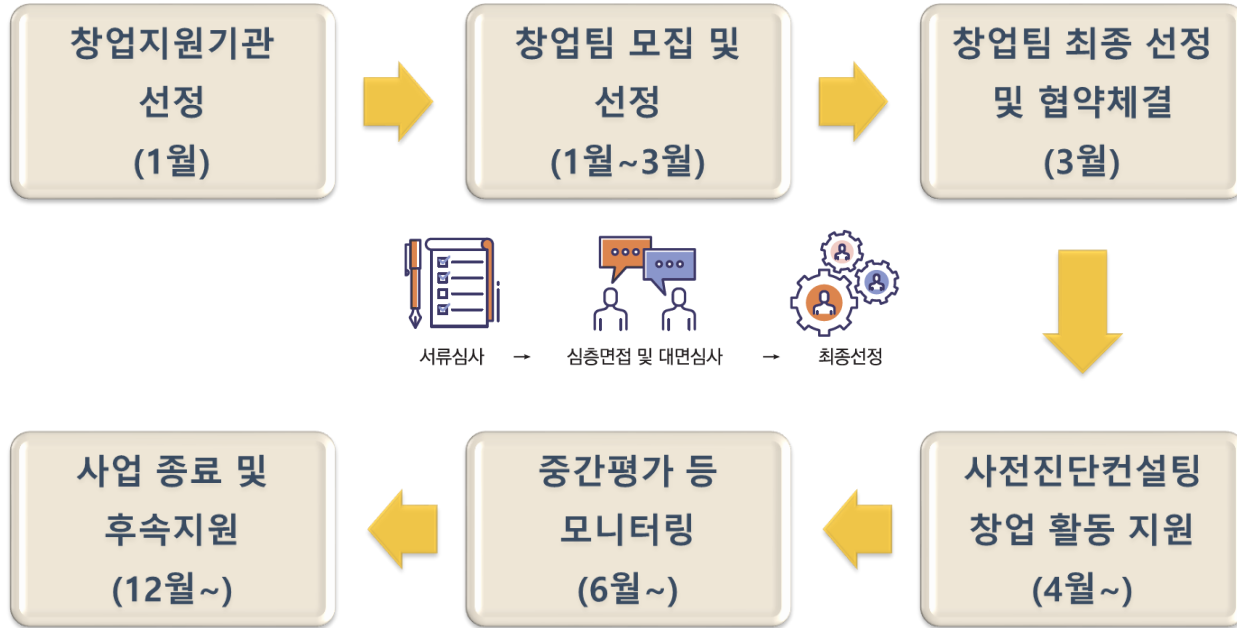 창업지원기관
선정
(1월)
창업팀 모집 및
선정
(1월~3월)
창업팀 최종 선정
및 협약체결
(3월)
서류심사 → 심층면접 및 대면심사 → 최종선정
사전진단컨설팅
창업 활동 지원
(4월~)
중간평가 등
모니터링
(6월~)
사업 종료 및
후속지원
(12월~)